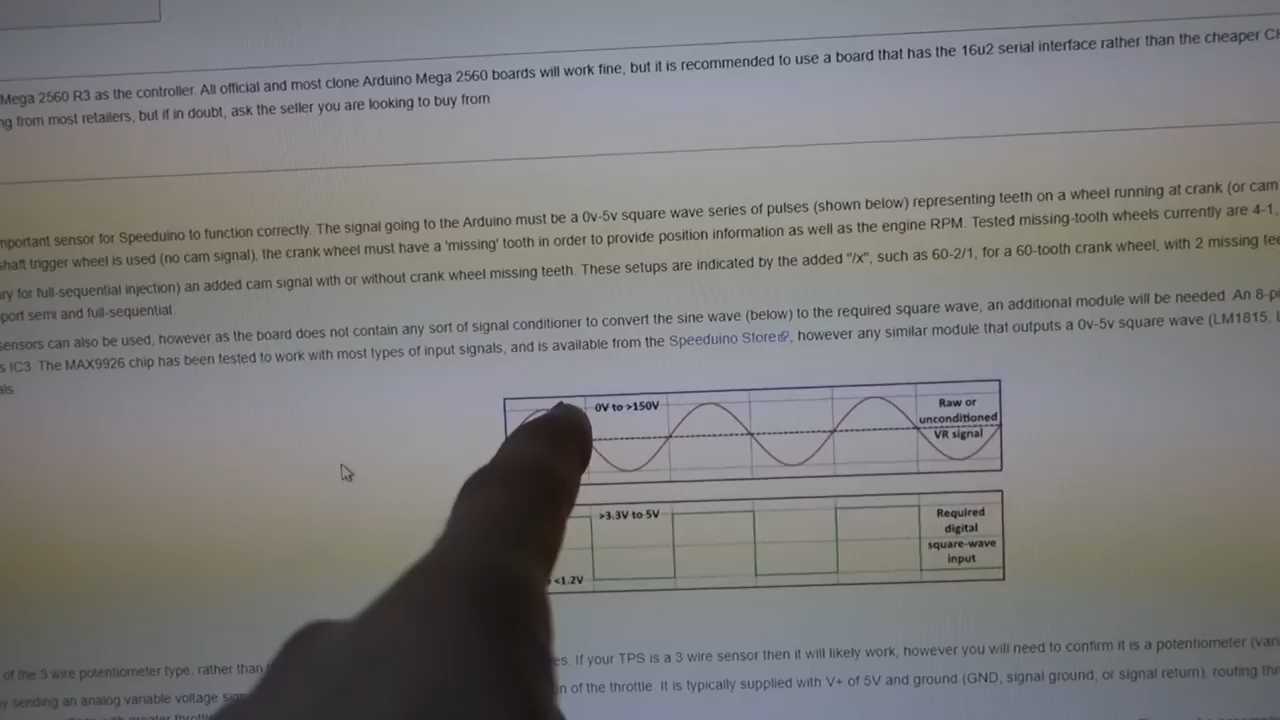 Mega 2560 R3 as the controller. All official and most clone Arduino Mega 2560 boards will work fine, but it is recommended to use a board that has the 16u2 serial interface rather than the cheaper
from most retailers, but if in doubt, ask the seller you are looking to buy from
sensor for Speeduino to function correctly. The signal going to the Arduino must be a 0v-5v square wave series of pulses (shown below) representing teeth on a wheel running at crank (or cam
trigger wheel is used (no cam signal), the crank wheel must have a 'missing' tooth in order to provide position information as well as the engine RPM. Tested missing-tooth wheels currently are 4-1,
for full-sequential injection) an added cam signal with or without crank wheel missing teeth. These setups are indicated by the added "/x", such as 60-2/1, for a 60-tooth crank wheel, with 2 missing
semi and full-sequential.
sensors can also be used, however as the board does not contain any sort of signal conditioner to convert the sine wave (below) to the required square wave, an additional module will be needed. An
IC3. The MAX9926 chip has been tested to work with most types of input signals, and is available from the Speeduino Store, however any similar module that outputs a 0v-5v square wave (LM1815,
0V to >150V
Raw or
unconditioned
VR signal
>3.3V to 5V
<1.2V
Required
digital
square-wave
input
of the 3 wire potentiometer type, rather than
If your TPS is a 3 wire sensor then it will likely work, however you will need to confirm it is a potentiometer
sending an analog variable voltage
of the throttle. It is typically supplied with V+ of 5V and ground (GND, signal ground, or signal return), routing